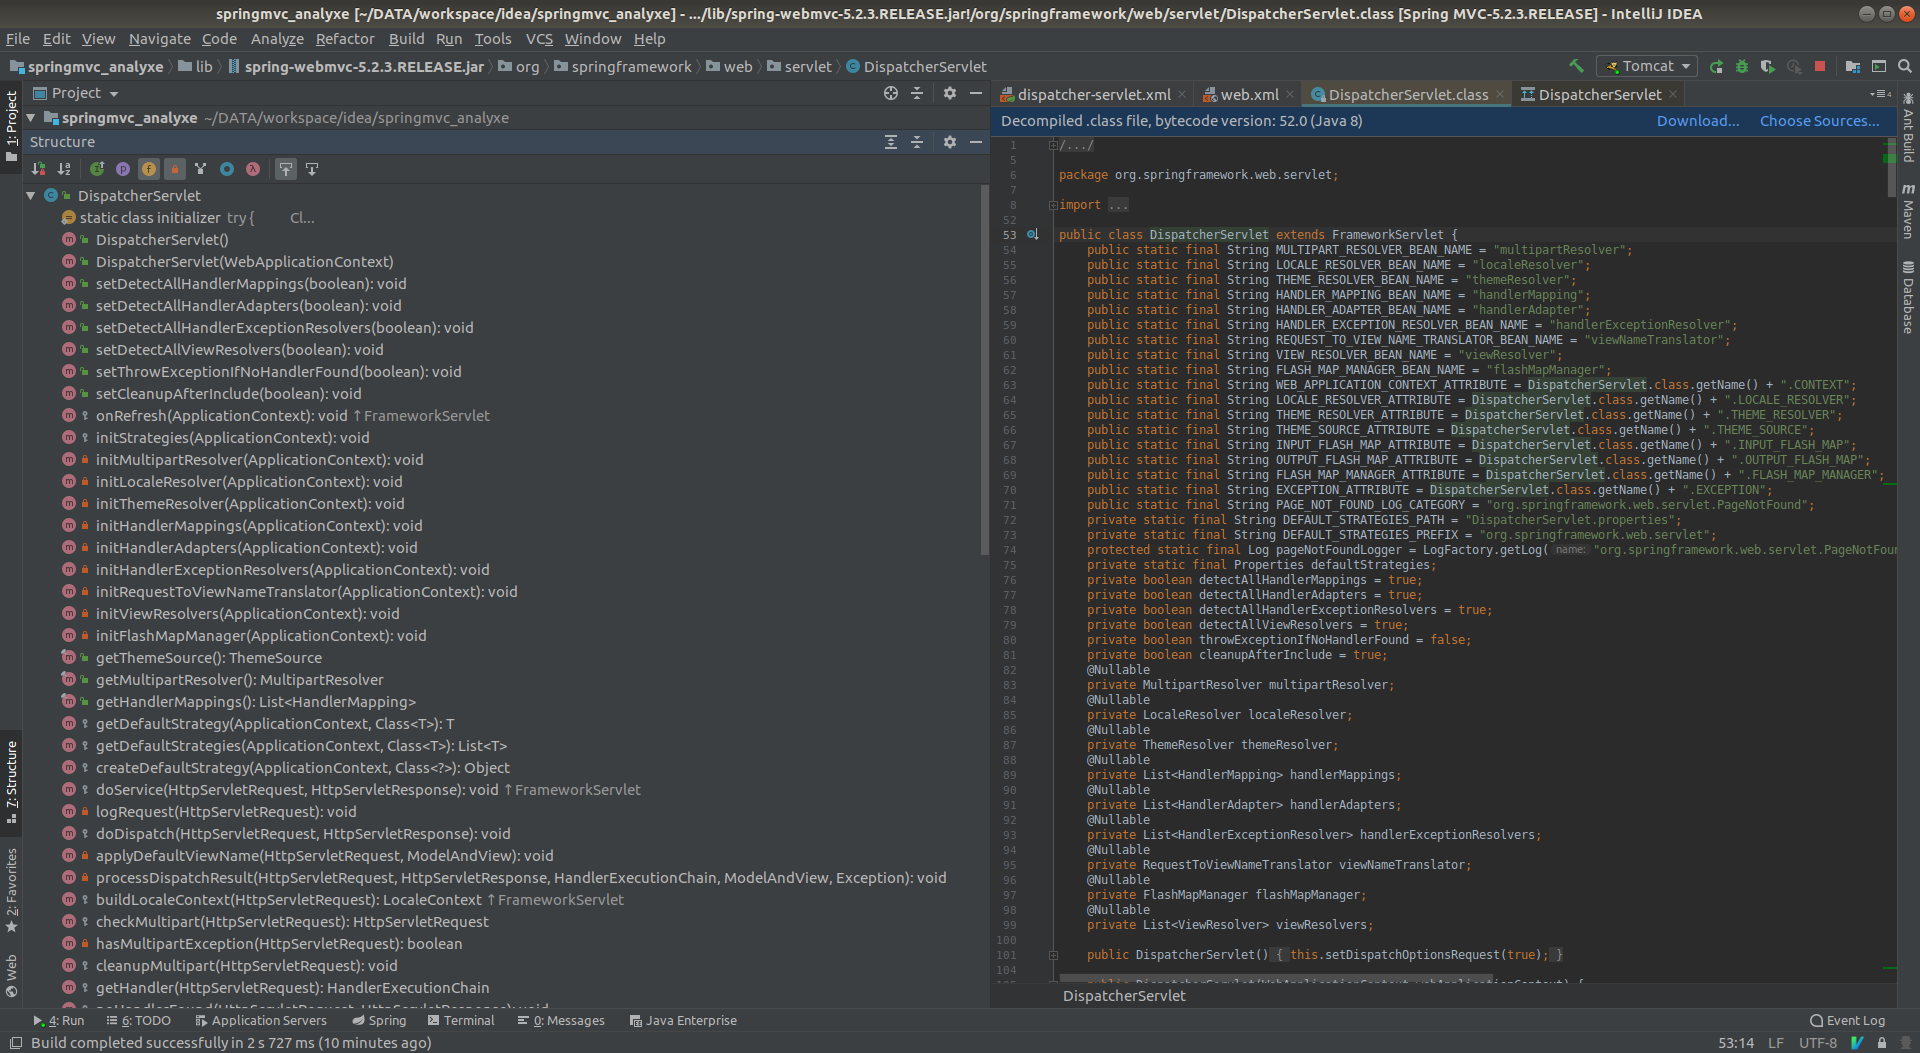 springmvc_analyxe [~/DATA/workspace/idea/springmvc_analyxe] - .../lib/spring-webmvc-5.2.3.RELEASE.jar!/org/springframework/web/servlet/DispatcherServlet.class [Spring MVC-5.2.3.RELEASE] - IntelliJ IDEA
File Edit View Navigate Code Analyze Refactor Build Run Tools VCS Window Help
springmvc_analyxe lib spring-webmvc-5.2.3.RELEASE.jar org springframework web servlet DispatcherServlet Tomcat
1: Project
7: Structure
2: Favorites
Web
Project
springmvc_analyxe ~/DATA/workspace/idea/springmvc_analyxe
Structure
DispatcherServlet
static class initializer try { Cl...
DispatcherServlet()
DispatcherServlet(WebApplicationContext)
setDetectAllHandlerMappings(boolean): void
setDetectAllHandlerAdapters(boolean): void
setDetectAllHandlerExceptionResolvers(boolean): void
setDetectAllViewResolvers(boolean): void
setThrowExceptionIfNoHandlerFound(boolean): void
setCleanupAfterInclude(boolean): void
onRefresh(ApplicationContext): void ↑FrameworkServlet
initStrategies(ApplicationContext): void
initMultipartResolver(ApplicationContext): void
initLocaleResolver(ApplicationContext): void
initThemeResolver(ApplicationContext): void
initHandlerMappings(ApplicationContext): void
initHandlerAdapters(ApplicationContext): void
initHandlerExceptionResolvers(ApplicationContext): void
initRequestToViewNameTranslator(ApplicationContext): void
initViewResolvers(ApplicationContext): void
initFlashMapManager(ApplicationContext): void
getThemeSource(): ThemeSource
getMultipartResolver(): MultipartResolver
getHandlerMappings(): List<HandlerMapping>
getDefaultStrategy(ApplicationContext, Class<T>): T
getDefaultStrategies(ApplicationContext, Class<T>): List<T>
createDefaultStrategy(ApplicationContext, Class<?>): Object
doService(HttpServletRequest, HttpServletResponse): void ↑FrameworkServlet
logRequest(HttpServletRequest): void
doDispatch(HttpServletRequest, HttpServletResponse): void
applyDefaultViewName(HttpServletRequest, ModelAndView): void
processDispatchResult(HttpServletRequest, HttpServletResponse, HandlerExecutionChain, ModelAndView, Exception): void
buildLocaleContext(HttpServletRequest): LocaleContext ↑FrameworkServlet
checkMultipart(HttpServletRequest): HttpServletRequest
hasMultipartException(HttpServletRequest): boolean
cleanupMultipart(HttpServletRequest): void
getHandler(HttpServletRequest): HandlerExecutionChain
dispatcher-servlet.xml web.xml DispatcherServlet.class DispatcherServlet
Decompiled .class file, bytecode version: 52.0 (Java 8) Download... Choose Sources...
1 /.../
5
6 package org.springframework.web.servlet;
7
8 import ...
52
53 public class DispatcherServlet extends FrameworkServlet {
54 public static final String MULTIPART_RESOLVER_BEAN_NAME = "multipartResolver";
55 public static final String LOCALE_RESOLVER_BEAN_NAME = "localeResolver";
56 public static final String THEME_RESOLVER_BEAN_NAME = "themeResolver";
57 public static final String HANDLER_MAPPING_BEAN_NAME = "handlerMapping";
58 public static final String HANDLER_ADAPTER_BEAN_NAME = "handlerAdapter";
59 public static final String HANDLER_EXCEPTION_RESOLVER_BEAN_NAME = "handlerExceptionResolver";
60 public static final String REQUEST_TO_VIEW_NAME_TRANSLATOR_BEAN_NAME = "viewNameTranslator";
61 public static final String VIEW_RESOLVER_BEAN_NAME = "viewResolver";
62 public static final String FLASH_MAP_MANAGER_BEAN_NAME = "flashMapManager";
63 public static final String WEB_APPLICATION_CONTEXT_ATTRIBUTE = DispatcherServlet.class.getName() + ".CONTEXT";
64 public static final String LOCALE_RESOLVER_ATTRIBUTE = DispatcherServlet.class.getName() + ".LOCALE_RESOLVER";
65 public static final String THEME_RESOLVER_ATTRIBUTE = DispatcherServlet.class.getName() + ".THEME_RESOLVER";
66 public static final String THEME_SOURCE_ATTRIBUTE = DispatcherServlet.class.getName() + ".THEME_SOURCE";
67 public static final String INPUT_FLASH_MAP_ATTRIBUTE = DispatcherServlet.class.getName() + ".INPUT_FLASH_MAP";
68 public static final String OUTPUT_FLASH_MAP_ATTRIBUTE = DispatcherServlet.class.getName() + ".OUTPUT_FLASH_MAP";
69 public static final String FLASH_MAP_MANAGER_ATTRIBUTE = DispatcherServlet.class.getName() + ".FLASH_MAP_MANAGER";
70 public static final String EXCEPTION_ATTRIBUTE = DispatcherServlet.class.getName() + ".EXCEPTION";
71 public static final String PAGE_NOT_FOUND_LOG_CATEGORY = "org.springframework.web.servlet.PageNotFound";
72 private static final String DEFAULT_STRATEGIES_PATH = "DispatcherServlet.properties";
73 private static final String DEFAULT_STRATEGIES_PREFIX = "org.springframework.web.servlet";
74 protected static final Log pageNotFoundLogger = LogFactory.getLog( name: "org.springframework.web.servlet.PageNotFoun
75 private static final Properties defaultStrategies;
76 private boolean detectAllHandlerMappings = true;
77 private boolean detectAllHandlerAdapters = true;
78 private boolean detectAllHandlerExceptionResolvers = true;
79 private boolean detectAllViewResolvers = true;
80 private boolean throwExceptionIfNoHandlerFound = false;
81 private boolean cleanupAfterInclude = true;
82 @Nullable
83 private MultipartResolver multipartResolver;
84 @Nullable
85 private LocaleResolver localeResolver;
86 @Nullable
87 private ThemeResolver themeResolver;
88 @Nullable
89 private List<HandlerMapping> handlerMappings;
90 @Nullable
91 private List<HandlerAdapter> handlerAdapters;
92 @Nullable
93 private List<HandlerExceptionResolver> handlerExceptionResolvers;
94 @Nullable
95 private RequestToViewNameTranslator viewNameTranslator;
96 @Nullable
97 private FlashMapManager flashMapManager;
98 @Nullable
99 private List<ViewResolver> viewResolvers;
100
101 public DispatcherServlet() { this.setDispatchOptionsRequest(true); }
104
DispatcherServlet
Ant Build
Maven
Database
4: Run 6: TODO Application Servers Spring Terminal 0: Messages Java Enterprise Event Log
Build completed successfully in 2 s 727 ms (10 minutes ago) 53:14 LF UTF-8